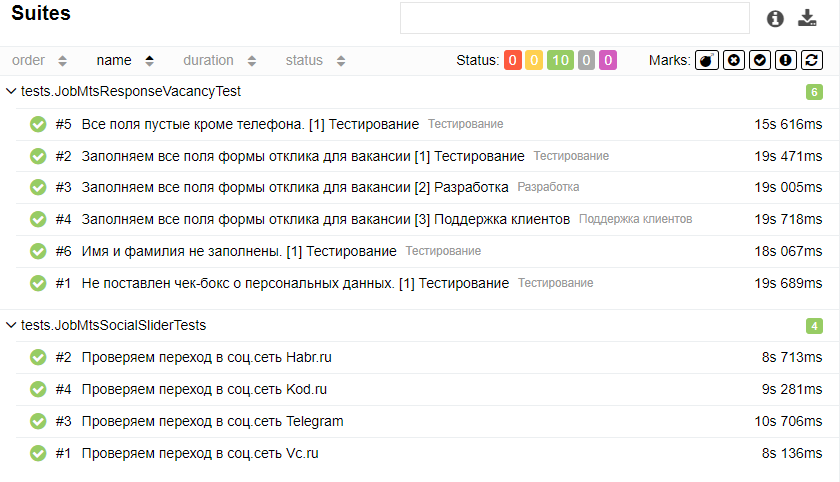 Suites
order name duration status Status: 0 0 10 0 0 Marks:
tests.JobMtsResponseVacancyTest 6
#5 Все поля пустые кроме телефона. [1] Тестирование Тестирование 15s 616ms
#2 Заполняем все поля формы отклика для вакансии [1] Тестирование Тестирование 19s 471ms
#3 Заполняем все поля формы отклика для вакансии [2] Разработка Разработка 19s 005ms
#4 Заполняем все поля формы отклика для вакансии [3] Поддержка клиентов Поддержка клиентов 19s 718ms
#6 Имя и фамилия не заполнены. [1] Тестирование Тестирование 18s 067ms
#1 Не поставлен чек-бокс о персональных данных. [1] Тестирование Тестирование 19s 689ms
tests.JobMtsSocialSliderTests 4
#2 Проверяем переход в соц.сеть Habr.ru 8s 713ms
#4 Проверяем переход в соц.сеть Kod.ru 9s 281ms
#3 Проверяем переход в соц.сеть Telegram 10s 706ms
#1 Проверяем переход в соц.сеть Vc.ru 8s 136ms